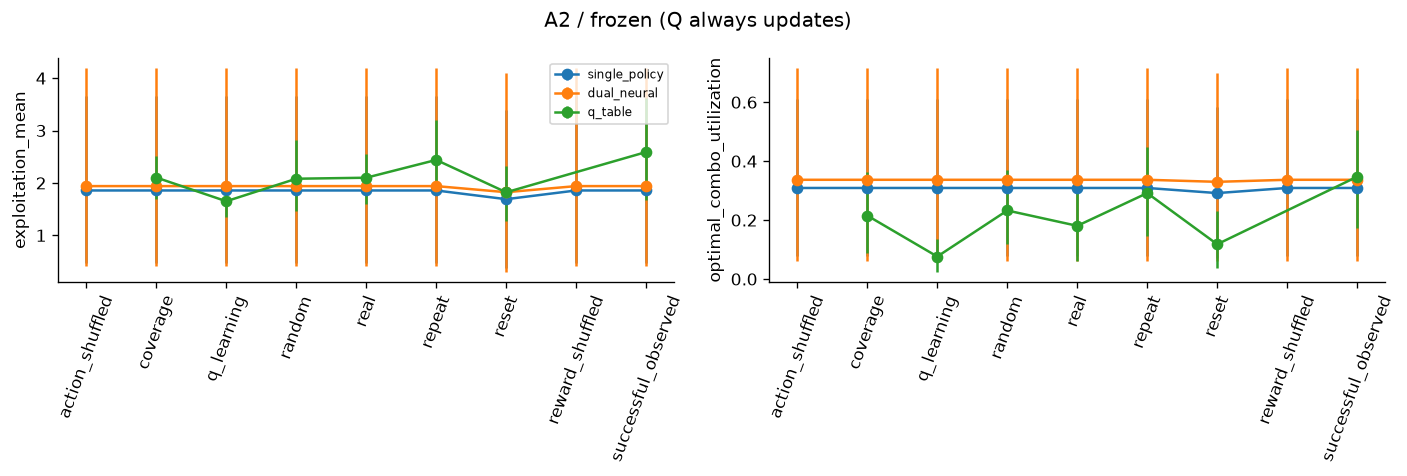 A2 / frozen (Q always updates)
exploitation_mean
4
3
2
1
single_policy
dual_neural
q_table
action_shuffled
coverage
q_learning
random
real
repeat
reset
reward_shuffled
successful_observed
optimal_combo_utilization
0.6
0.4
0.2
0.0
action_shuffled
coverage
q_learning
random
real
repeat
reset
reward_shuffled
successful_observed